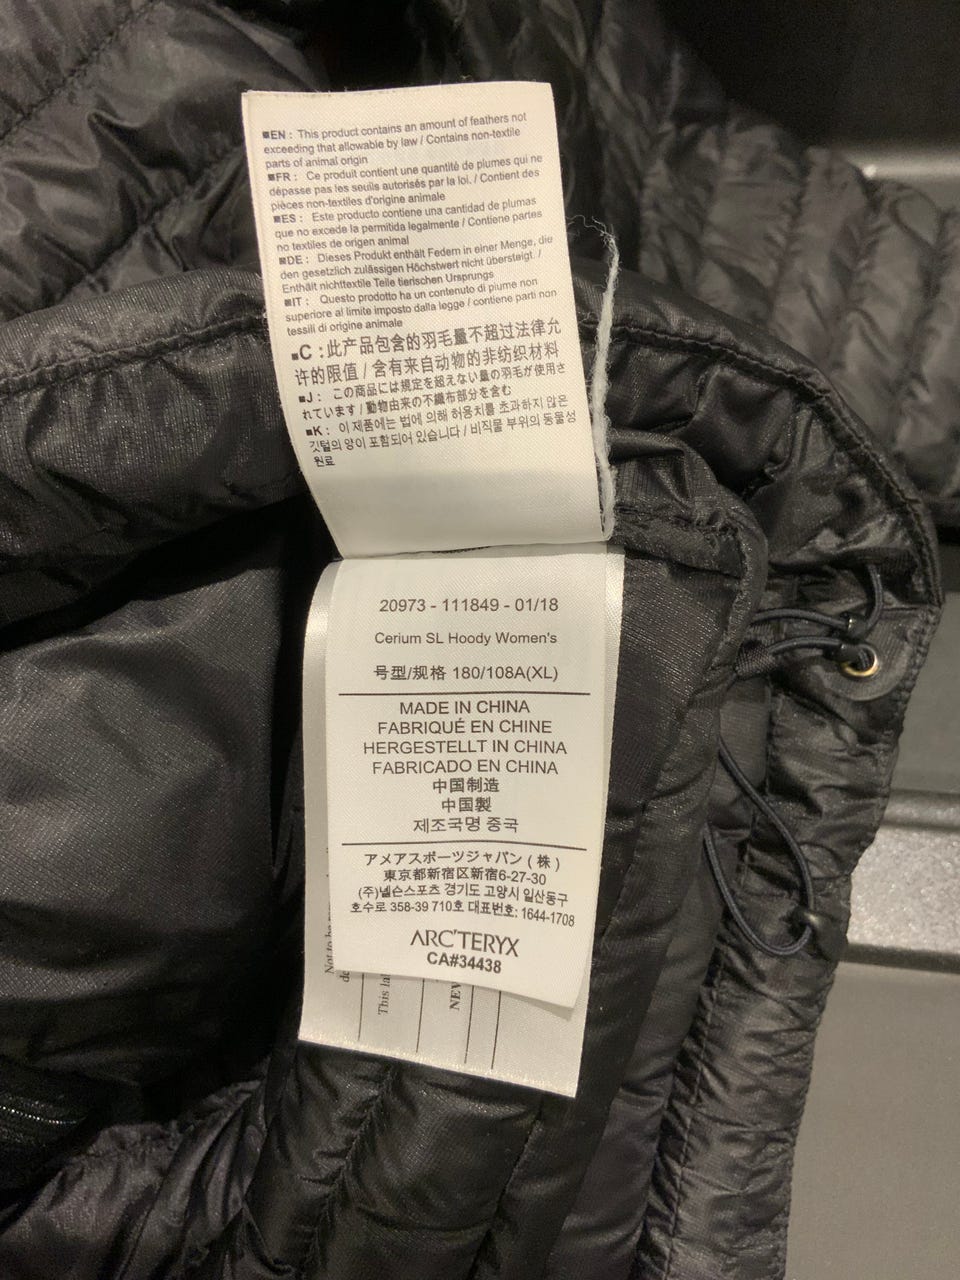 ■EN : This product contains an amount of feathers not
exceeding that allowable by law / Contains non-textile
parts of animal origin
■FR : Ce produit contient une quantité de plumes qui ne
dépasse pas les seuils autorisés par la loi. / Contient des
pièces non-textiles d'origine animale
■ES : Este producto contiene una cantidad de plumas
que no excede la permitida legalmente / Contiene partes
no textiles de origen animal
■DE : Dieses Produkt enthält Federn in einer Menge, die
den gesetzlich zulässigen Höchstwert nicht übersteigt. /
Enthält nichttextile Teile tierischen Ursprungs
■IT : Questo prodotto ha un contenuto di piume non
superiore al limite imposto dalla legge / contiene parti non
tessili di origine animale
■C : 此产品包含的羽毛量不超过法律允
许的限值 / 含有来自动物的非纺织材料
■J : この商品には規定を超えない量の羽毛が使用さ
れています / 動物由来の不織布部分を含む
■K : 이 제품에는 법에 의해 허용치를 초과하지 않은
깃털의 양이 포함되어 있습니다 / 비직물 부위의 동물성
원료
20973 - 111849 - 01/18
Cerium SL Hoody Women's
号型/规格 180/108A(XL)
MADE IN CHINA
FABRIQUÉ EN CHINE
HERGESTELLT IN CHINA
FABRICADO EN CHINA
中国制造
中国製
제조국명 중국
アメアスポーツジャパン (株)
東京都新宿区新宿6-27-30
(주)넬슨스포츠 경기도 고양시 일산동구
호수로 358-39 710호 대표번호: 1644-1708
ARC'TERYX
CA#34438
Not to be
This